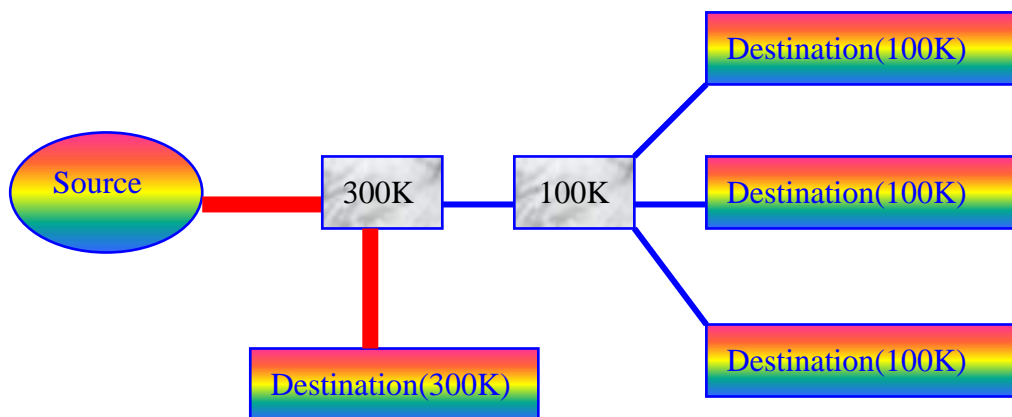 Destination(100K)
Source
300K
100K
Destination(100K)
Destination(100K)
Destination(300K)